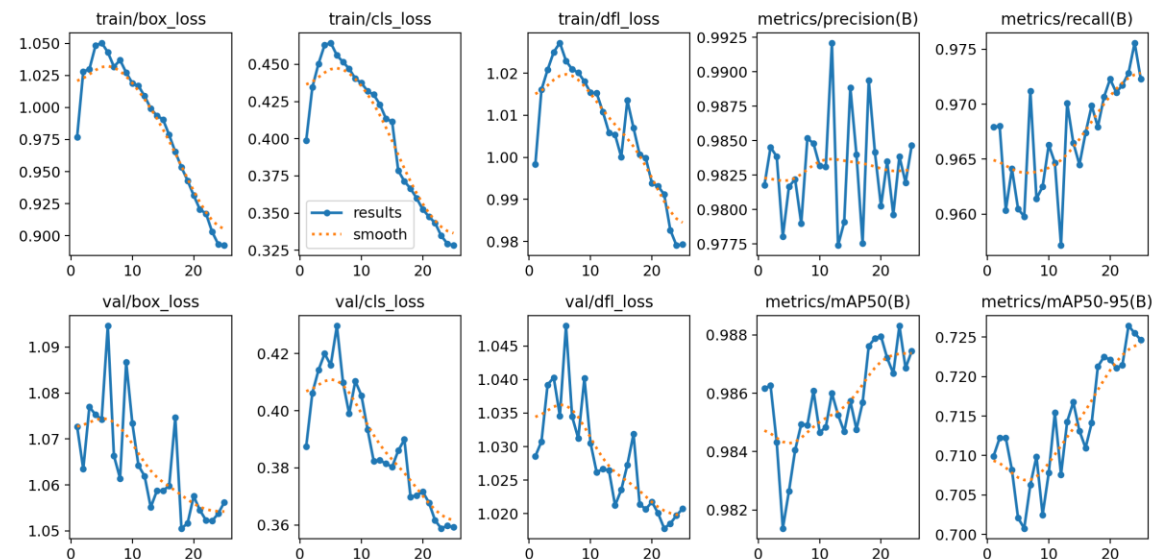 train/box_loss
train/cls_loss
train/dfl_loss
metrics/precision(B)
metrics/recall(B)
1.050
1.025
1.000
0.975
0.950
0.925
0.900
0 10 20
0.450
0.425
0.400
0.375
0.350
0.325
results
smooth
0 10 20
1.02
1.00
0.99
0.98
0 10 20
0.9925
0.9900
0.9875
0.9850
0.9825
0.9800
0.9775
0 10 20
0.975
0.970
0.965
0.960
0 10 20
val/box_loss
val/cls_loss
val/dfl_loss
metrics/mAP50(B)
metrics/mAP50-95(B)
1.09
1.08
1.07
1.06
1.05
0 10 20
0.42
0.40
0.38
0.36
0 10 20
1.045
1.040
1.035
1.030
1.025
1.020
0 10 20
0.988
0.986
0.984
0.982
0 10 20
0.725
0.720
0.715
0.710
0.705
0.700
0 10 20